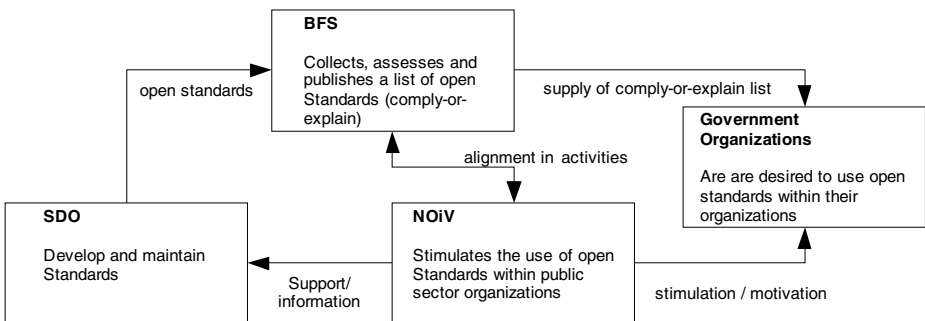 BFS
Collects, assesses and
publishes a list of open
Standards (comply-or-
explain)
open standards
supply of comply-or-explain list
Government
Organizations
Are are desired to use open
standards within their
organizations
alignment in activities
SDO
Develop and maintain
Standards
NOiV
Stimulates the use of open
Standards within public
sector organizations
Support/
information
stimulation / motivation